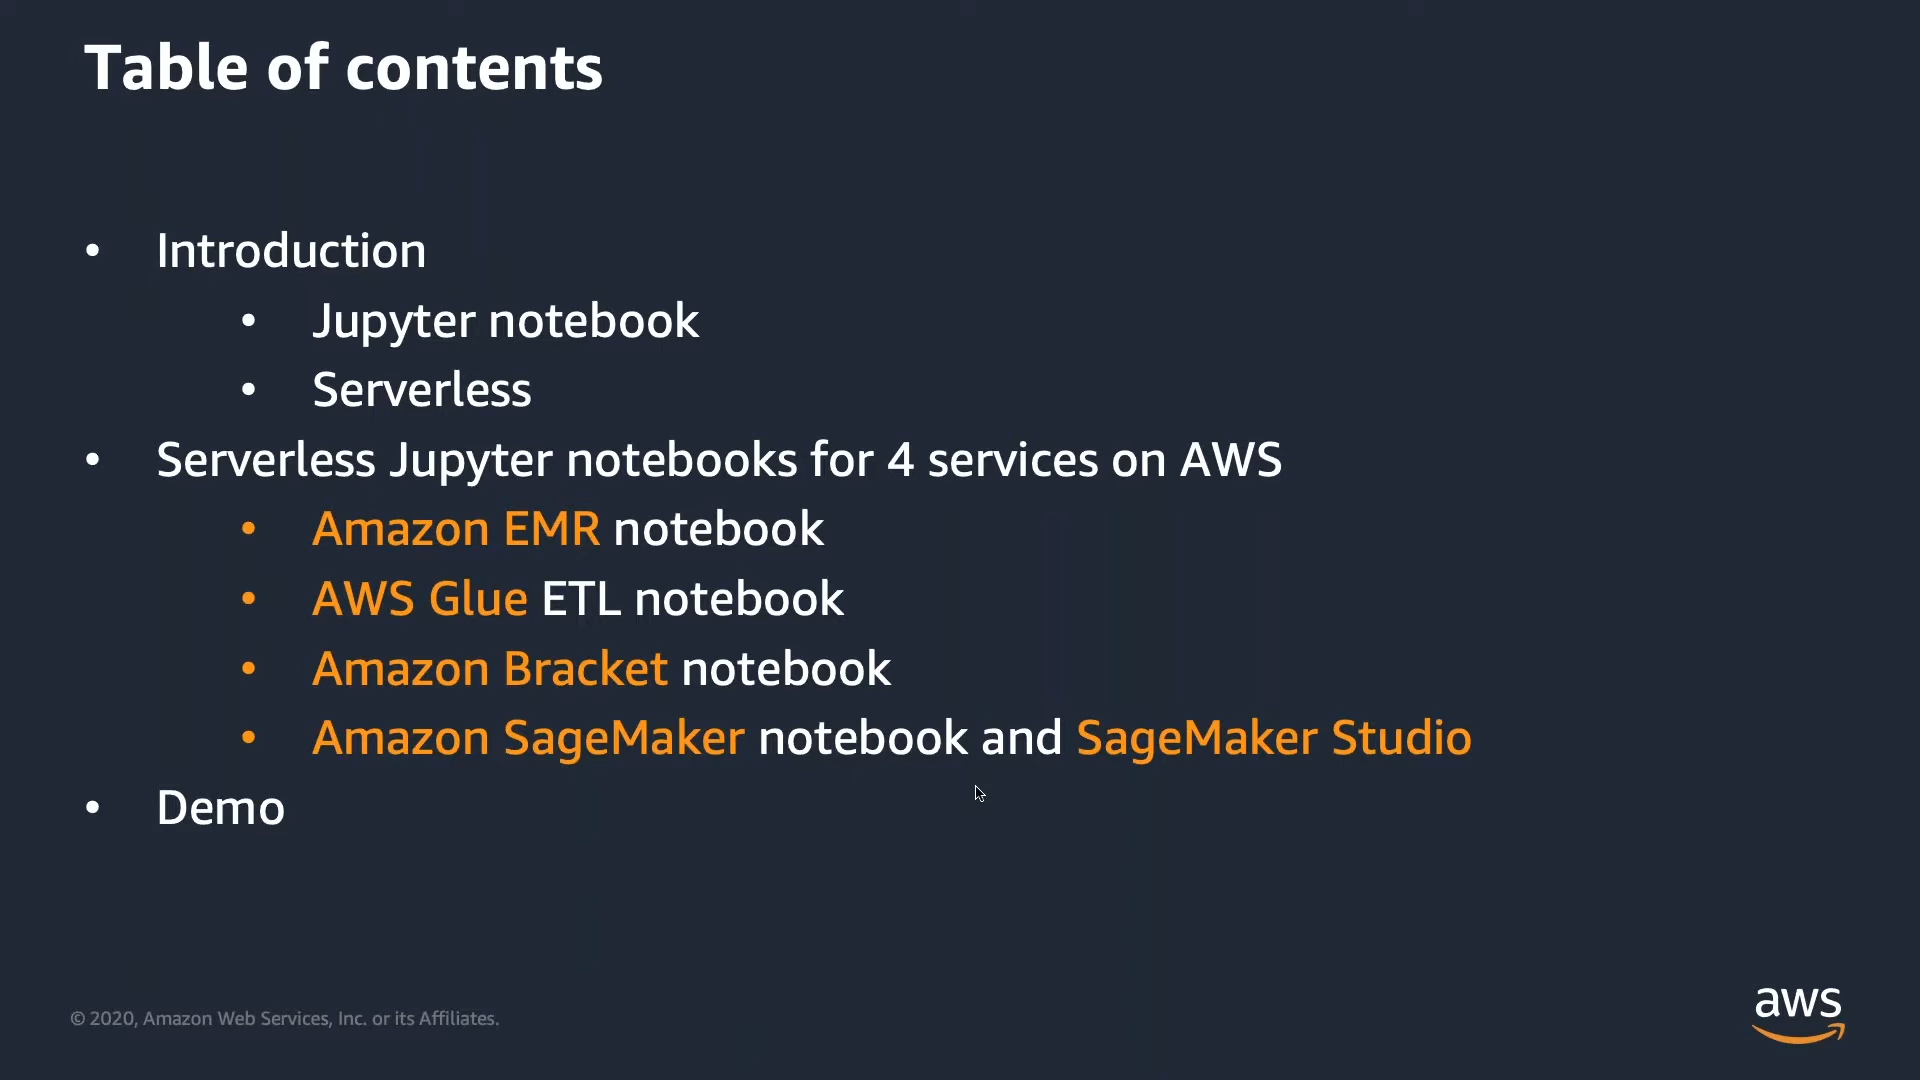 Table of contents
• Introduction
• Jupyter notebook
• Serverless
• Serverless Jupyter notebooks for 4 services on AWS
• Amazon EMR notebook
• AWS Glue ETL notebook
• Amazon Bracket notebook
• Amazon SageMaker notebook and SageMaker Studio
• Demo
© 2020, Amazon Web Services, Inc. or its Affiliates.
aws